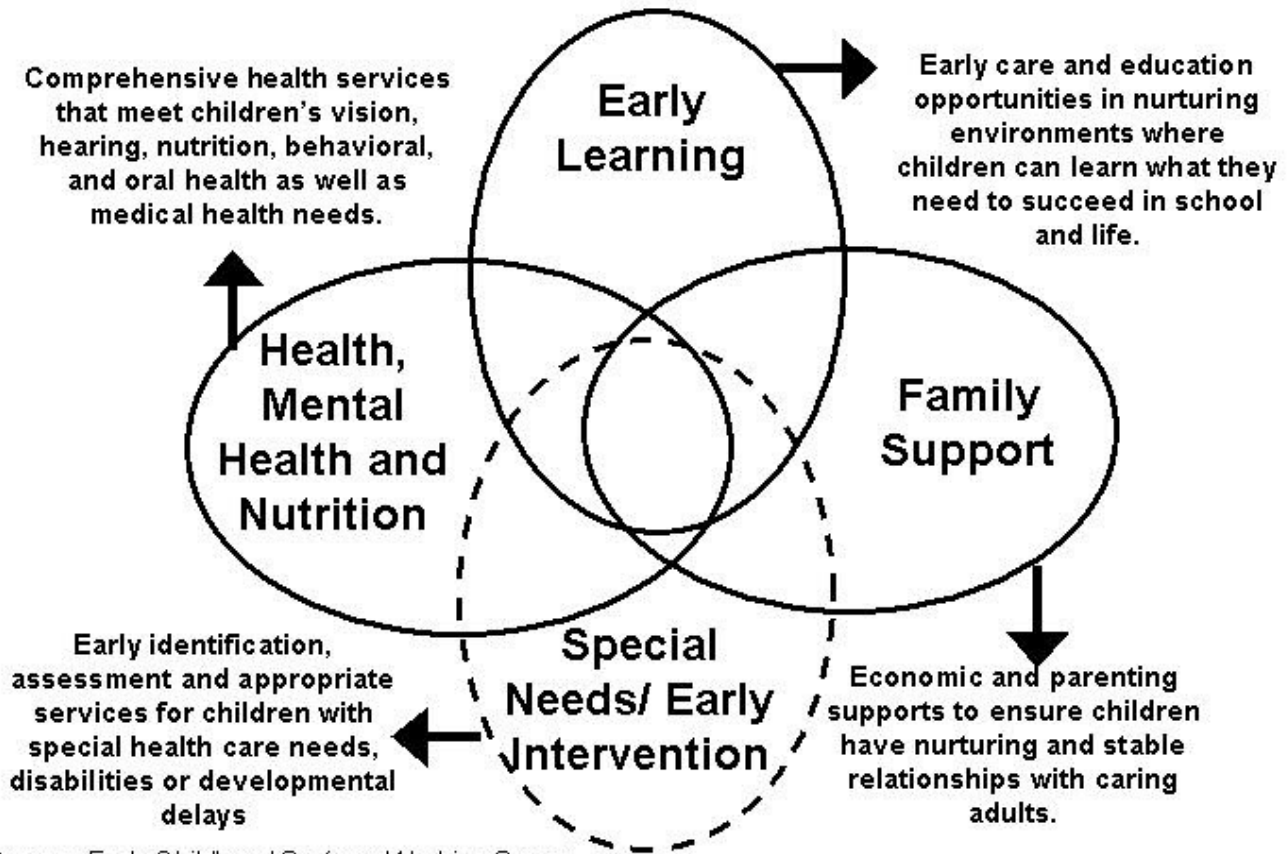 Early
Learning
Comprehensive health services
that meet children's vision,
hearing, nutrition, behavioral,
and oral health as well as
medical health needs.
Early care and education
opportunities in nurturing
environments where
children can learn what they
need to succeed in school
and life.
Health,
Mental
Health and
Nutrition
Family
Support
Special
Needs/ Early
Intervention
Early identification,
assessment and appropriate
services for children with
special health care needs,
disabilities or developmental
delays
Economic and parenting
supports to ensure children
have nurturing and stable
relationships with caring
adults.